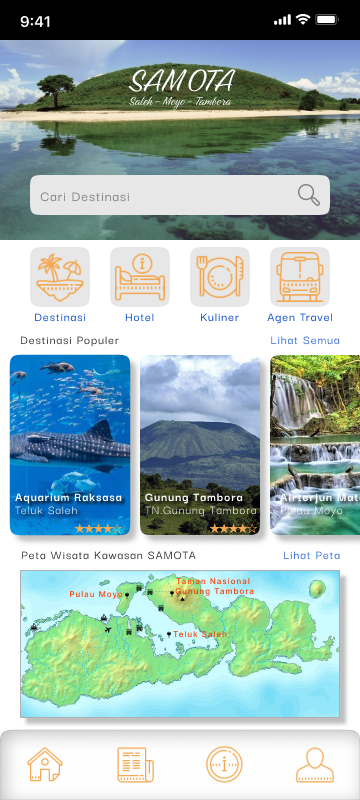 9:41
SAMOTA
Saleh - Moyo - Tambora
Cari Destinasi
Destinasi
Hotel
Kuliner
Agen Travel
Destinasi Populer
Lihat Semua
Aquarium Raksasa
Teluk Saleh
Gunung Tambora
TN.Gunung Tambora
Airterjun Mat
Pulau Moyo
Peta Wisata Kawasan SAMOTA
Lihat Peta
Taman Nasional
Gunung Tambora
Pulau Moyo
Teluk Saleh